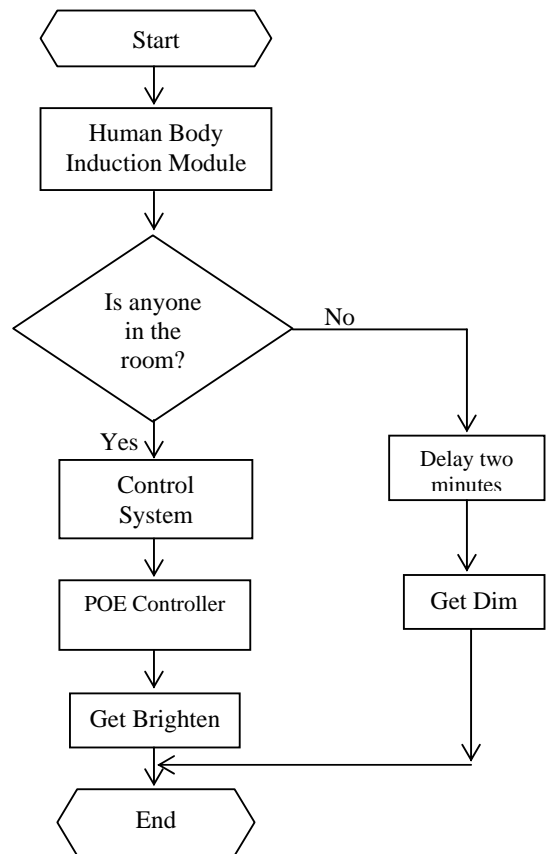 Start
Human Body
Induction Module
Is anyone
in the
room?
No
Yes
Delay two
minutes
Control
System
POE Controller
Get Dim
Get Brighten
End